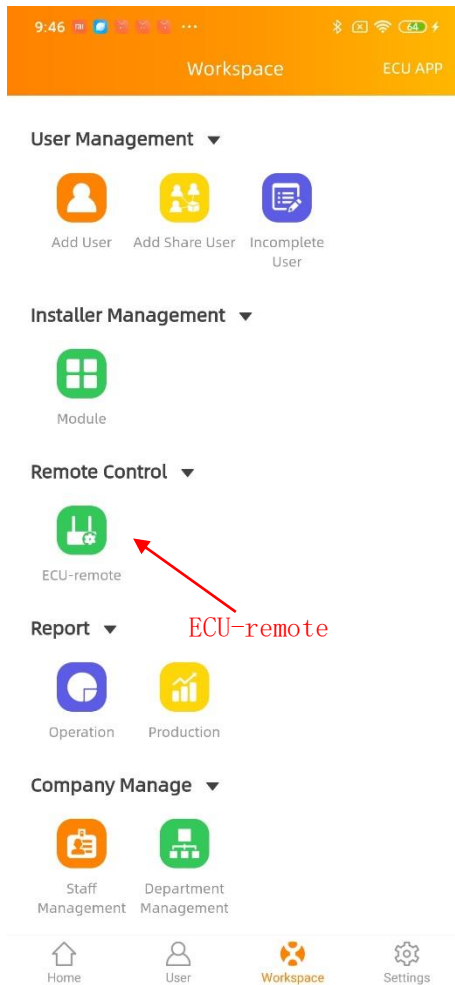 9:46 mi ··· 64
Workspace ECU APP
User Management
Add User Add Share User Incomplete
User
Installer Management
Module
Remote Control
ECU-remote
ECU-remote
Report
Operation Production
Company Manage
Staff Department
Management Management
Home User Workspace Settings